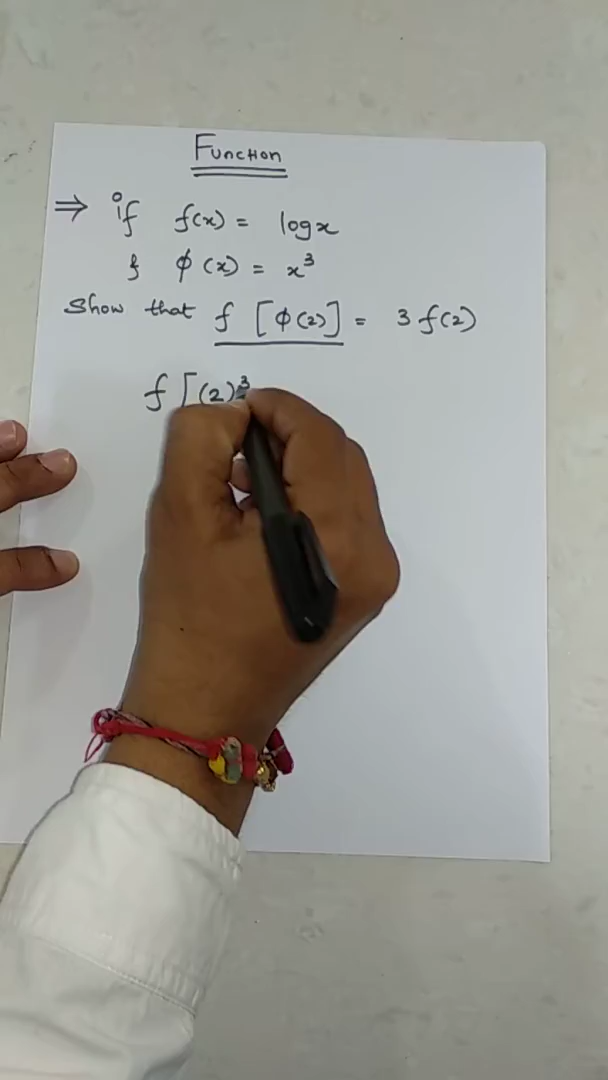 Function
⇒ if f(x) = log x
& φ(x) = x³
Show that f [φ(2)] = 3 f(2)
f [(2)³